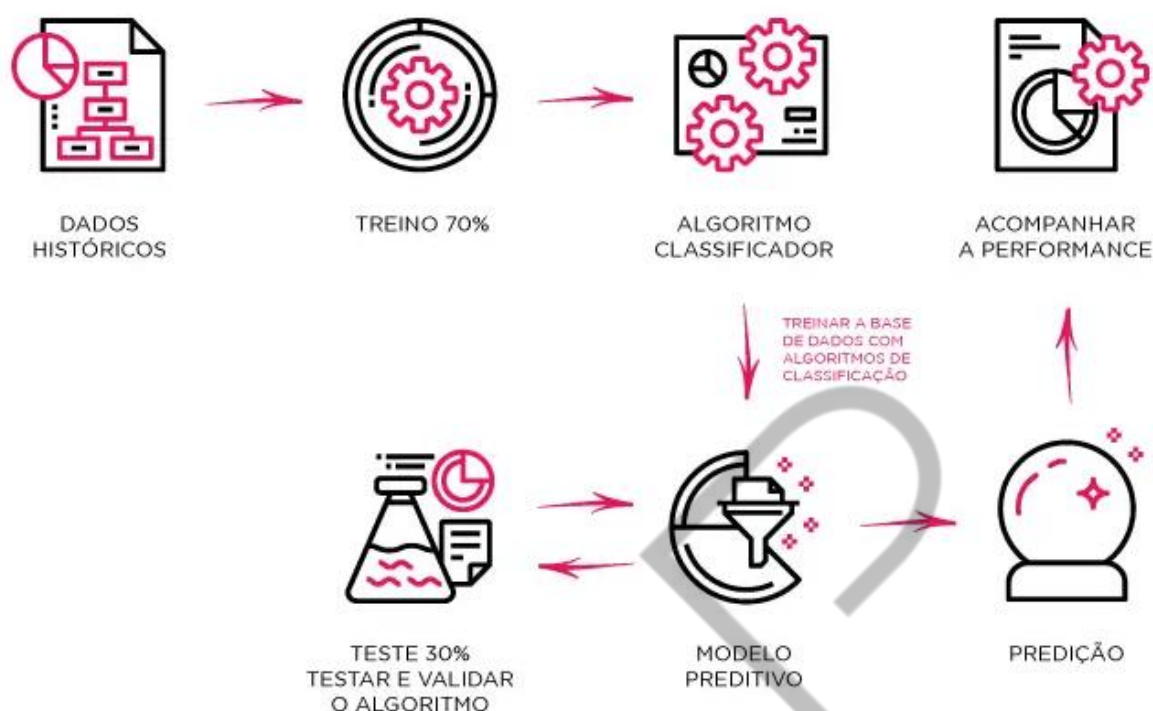 DADOS
HISTÓRICOS
TREINO 70%
ALGORITMO
CLASSIFICADOR
ACOMPANHAR
A PERFORMANCE
TREINAR A BASE
DE DADOS COM
ALGORITMOS DE
CLASSIFICAÇÃO
TESTE 30%
TESTAR E VALIDAR
O ALGORITMO
MODELO
PREDITIVO
PREDIÇÃO